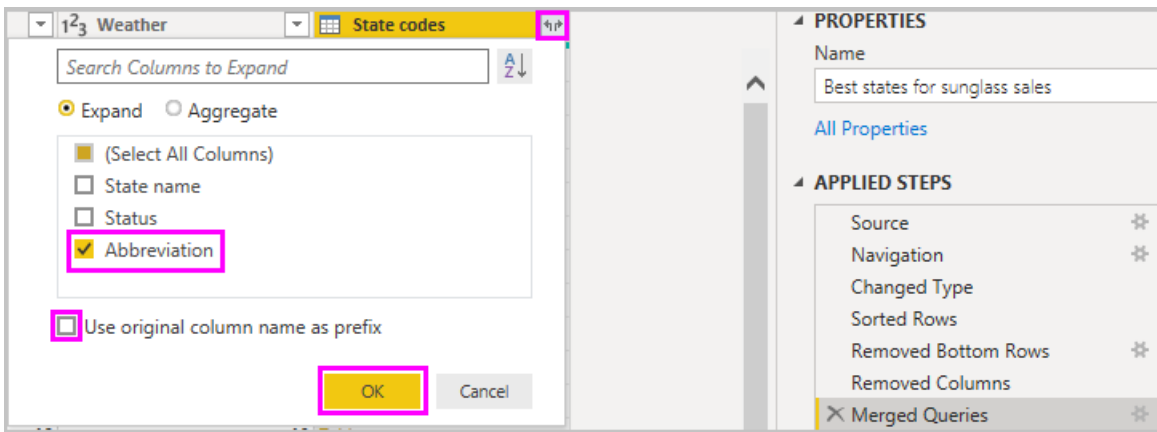 1²3 Weather State codes
Search Columns to Expand
A
Z
Expand Aggregate
(Select All Columns)
State name
Status
Abbreviation
Use original column name as prefix
OK Cancel
PROPERTIES
Name
Best states for sunglass sales
All Properties
APPLIED STEPS
Source
Navigation
Changed Type
Sorted Rows
Removed Bottom Rows
Removed Columns
Merged Queries